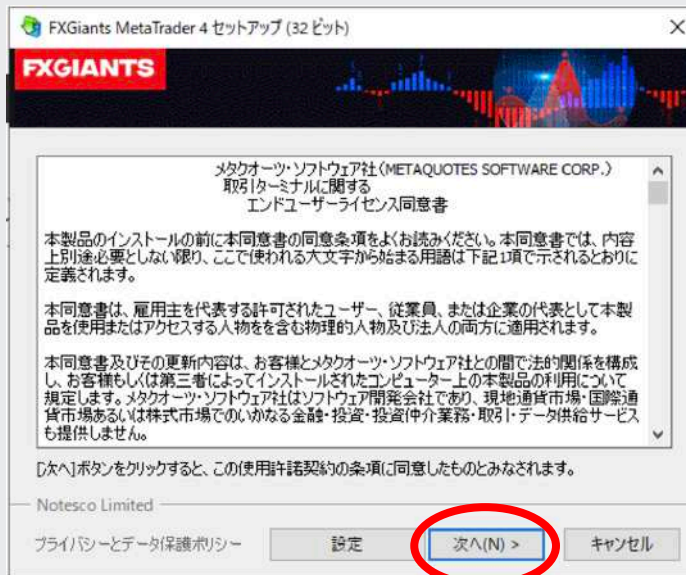 FXGiants MetaTrader 4 セットアップ (32 ビット)
FXGIANTS
メタクオーツ・ソフトウェア社(METAQUOTES SOFTWARE CORP.)
取引ターミナルに関する
エンドユーザーライセンス同意書
本製品のインストールの前に本同意書の同意条項をよくお読みください。本同意書では、内容
上別途必要としない限り、ここで使われる大文字から始まる用語は下記1項で示されるとおりに
定義されます。
本同意書は、雇用主を代表する許可されたユーザー、従業員、または企業の代表として本製
品を使用またはアクセスする人物をを含む物理的人物及び法人の両方に適用されます。
本同意書及びその更新内容は、お客様とメタクオーツ・ソフトウェア社との間で法的関係を構成
し、お客様もしくは第三者によってインストールされたコンピューター上の本製品の利用について
規定します。メタクオーツ・ソフトウェア社はソフトウェア開発会社であり、現地通貨市場・国際通
貨市場あるいは株式市場でのいかなる金融・投資・投資仲介業務・取引・データ供給サービス
も提供しません。
[次へ]ボタンをクリックすると、この使用許諾契約の条項に同意したものとみなされます。
Notesco Limited
プライバシーとデータ保護ポリシー
設定
次へ(N) >
キャンセル